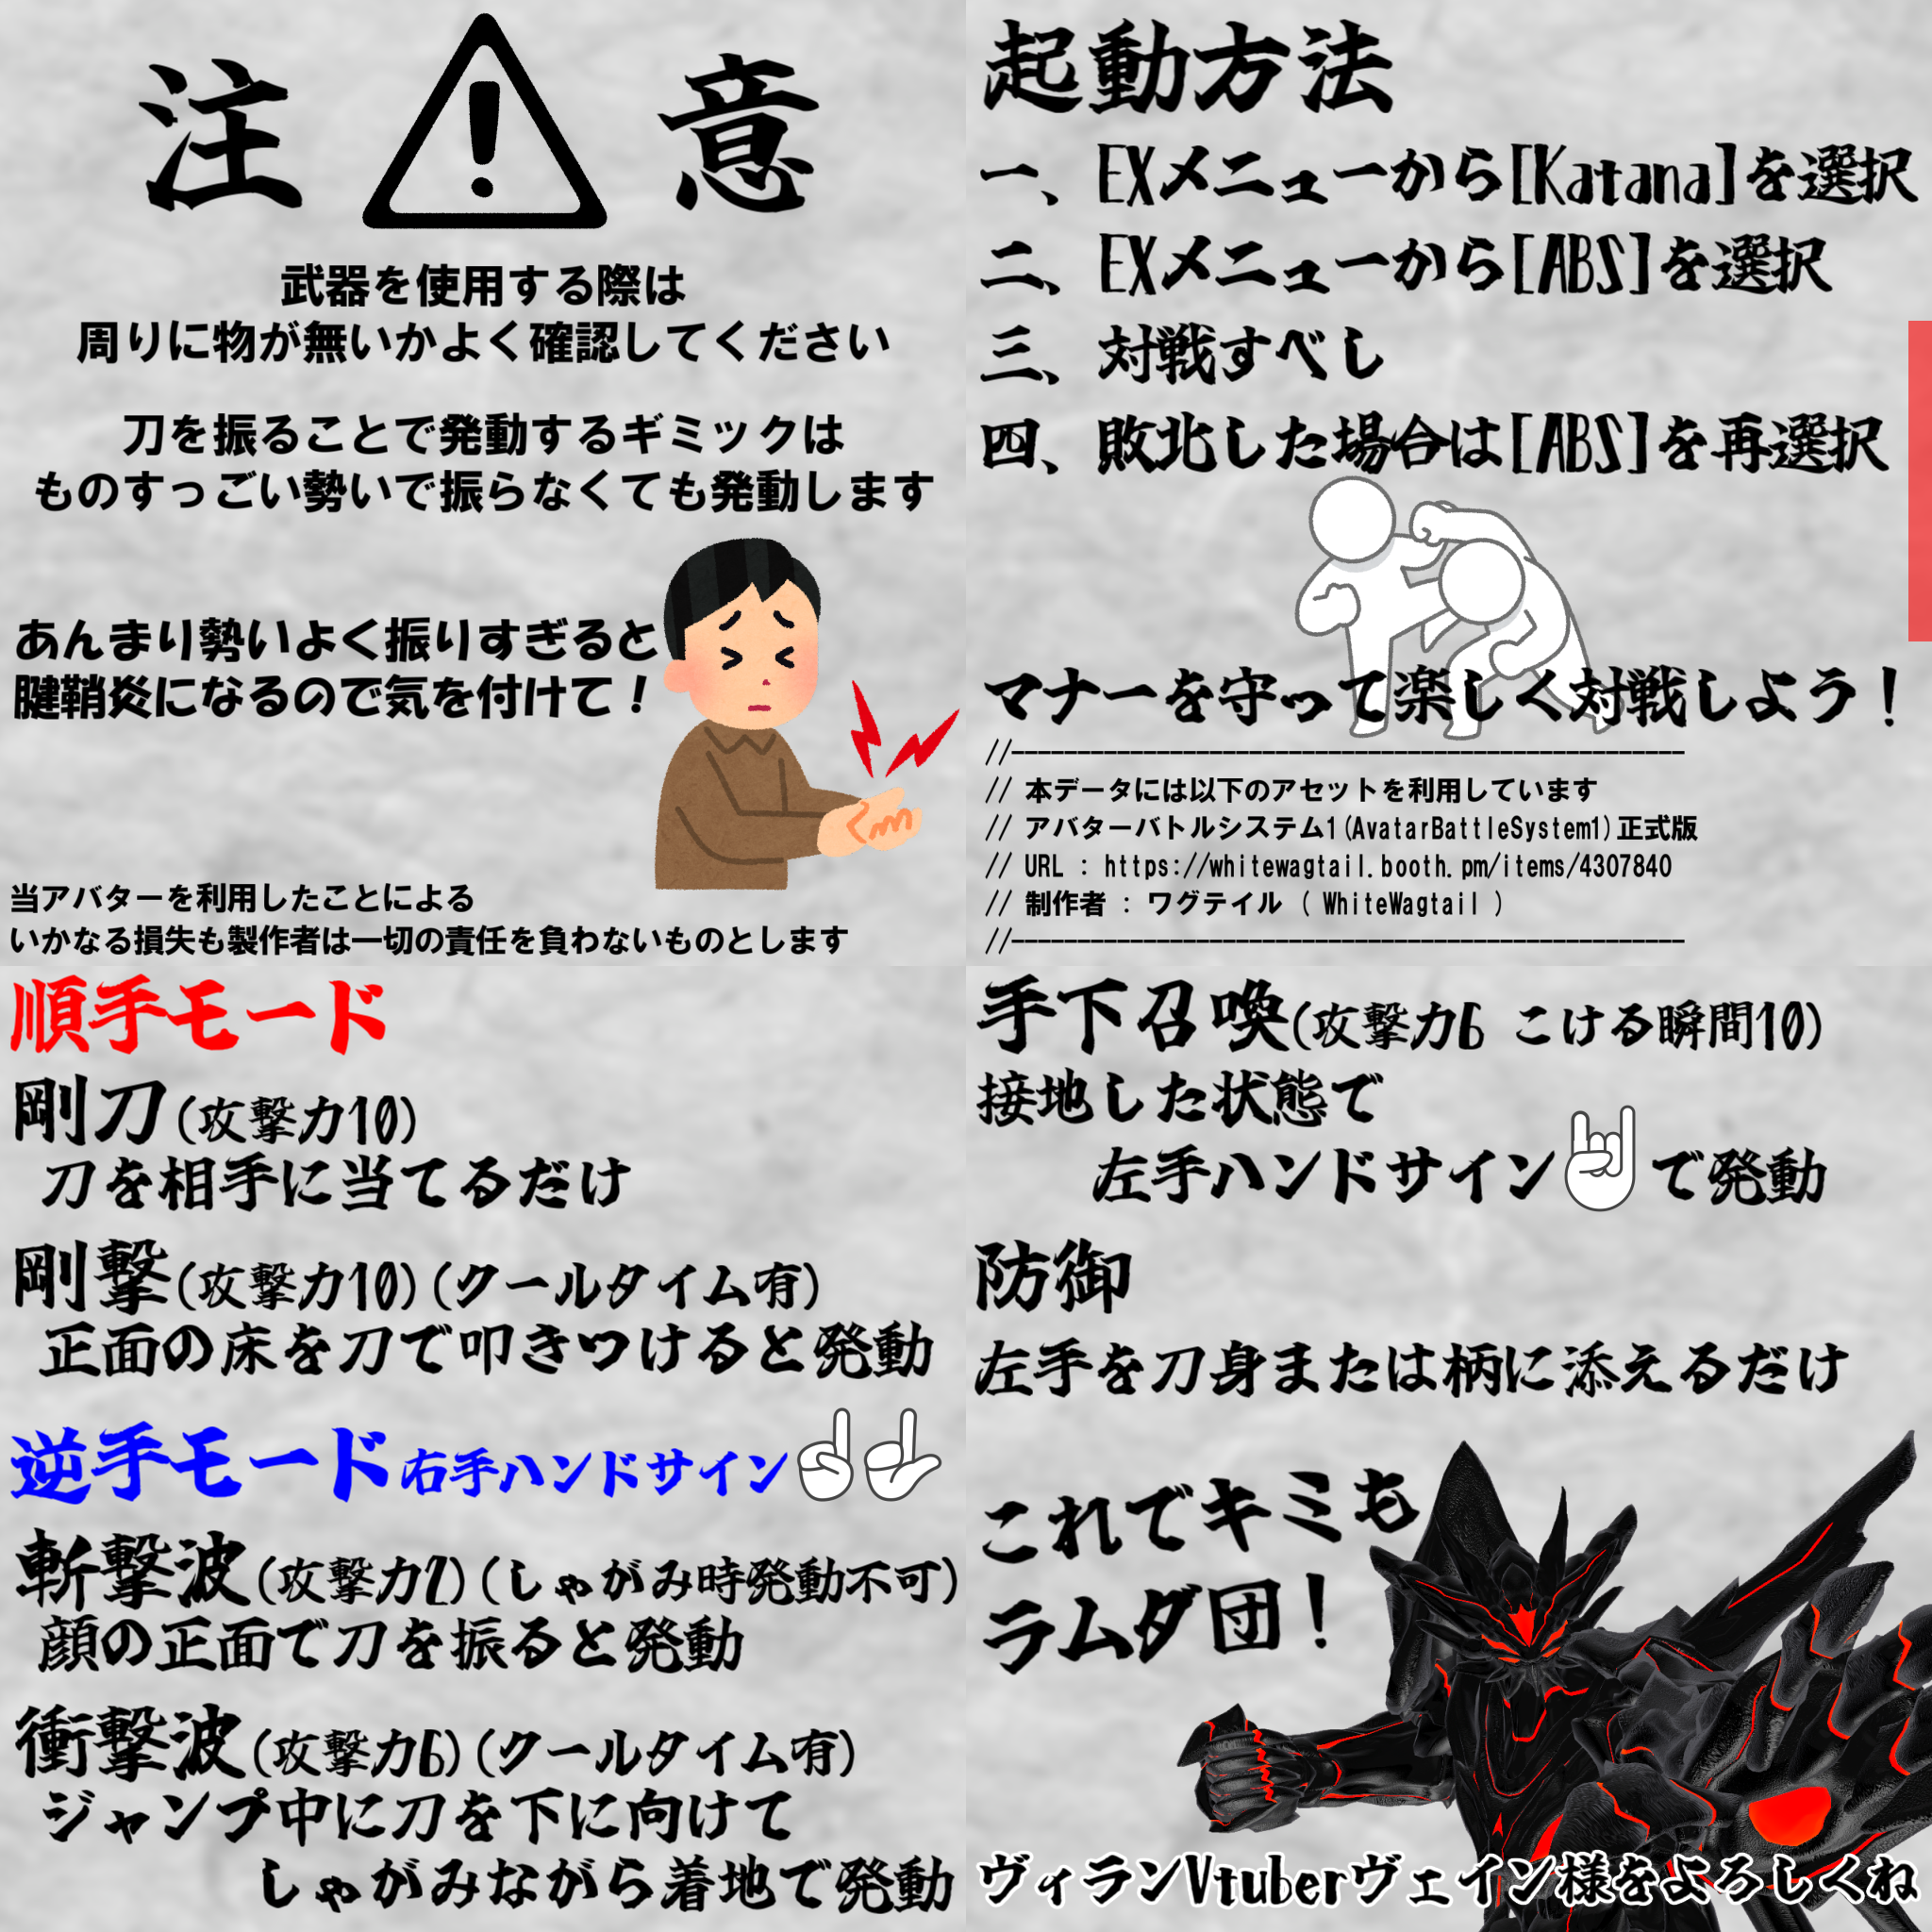 注意
武器を使用する際は
周りに物が無いかよく確認してください
刀を振ることで発動するギミックは
ものすっごい勢いで振らなくても発動します
あんまり勢いよく振りすぎると
腱鞘炎になるので気を付けて！
当アバターを利用したことによる
いかなる損失も製作者は一切の責任を負わないものとします
起動方法
一、EXメニューから[Katana]を選択
二、EXメニューから[ABS]を選択
三、対戦すべし
四、敗北した場合は[ABS]を再選択
マナーを守って楽しく対戦しよう！
//---------------------------------------------------
// 本データには以下のアセットを利用しています
// アバターバトルシステム1(AvatarBattleSystem1)正式版
// URL : https://whitewagtail.booth.pm/items/4307840
// 制作者 : ワグテイル ( WhiteWagtail )
//---------------------------------------------------
順手モード
剛刀(攻撃力10)
刀を相手に当てるだけ
剛撃(攻撃力10)(クールタイム有)
正面の床を刀で叩きつけると発動
逆手モード右手ハンドサイン
斬撃波(攻撃力2)(しゃがみ時発動不可)
顔の正面で刀を振ると発動
衝撃波(攻撃力6)(クールタイム有)
ジャンプ中に刀を下に向けて
しゃがみながら着地で発動
手下召喚(攻撃力6 こける瞬間10)
接地した状態で
左手ハンドサインで発動
防御
左手を刀身または柄に添えるだけ
これでキミも
ラムダ団！
ヴィランVtuberヴェイン様をよろしくね